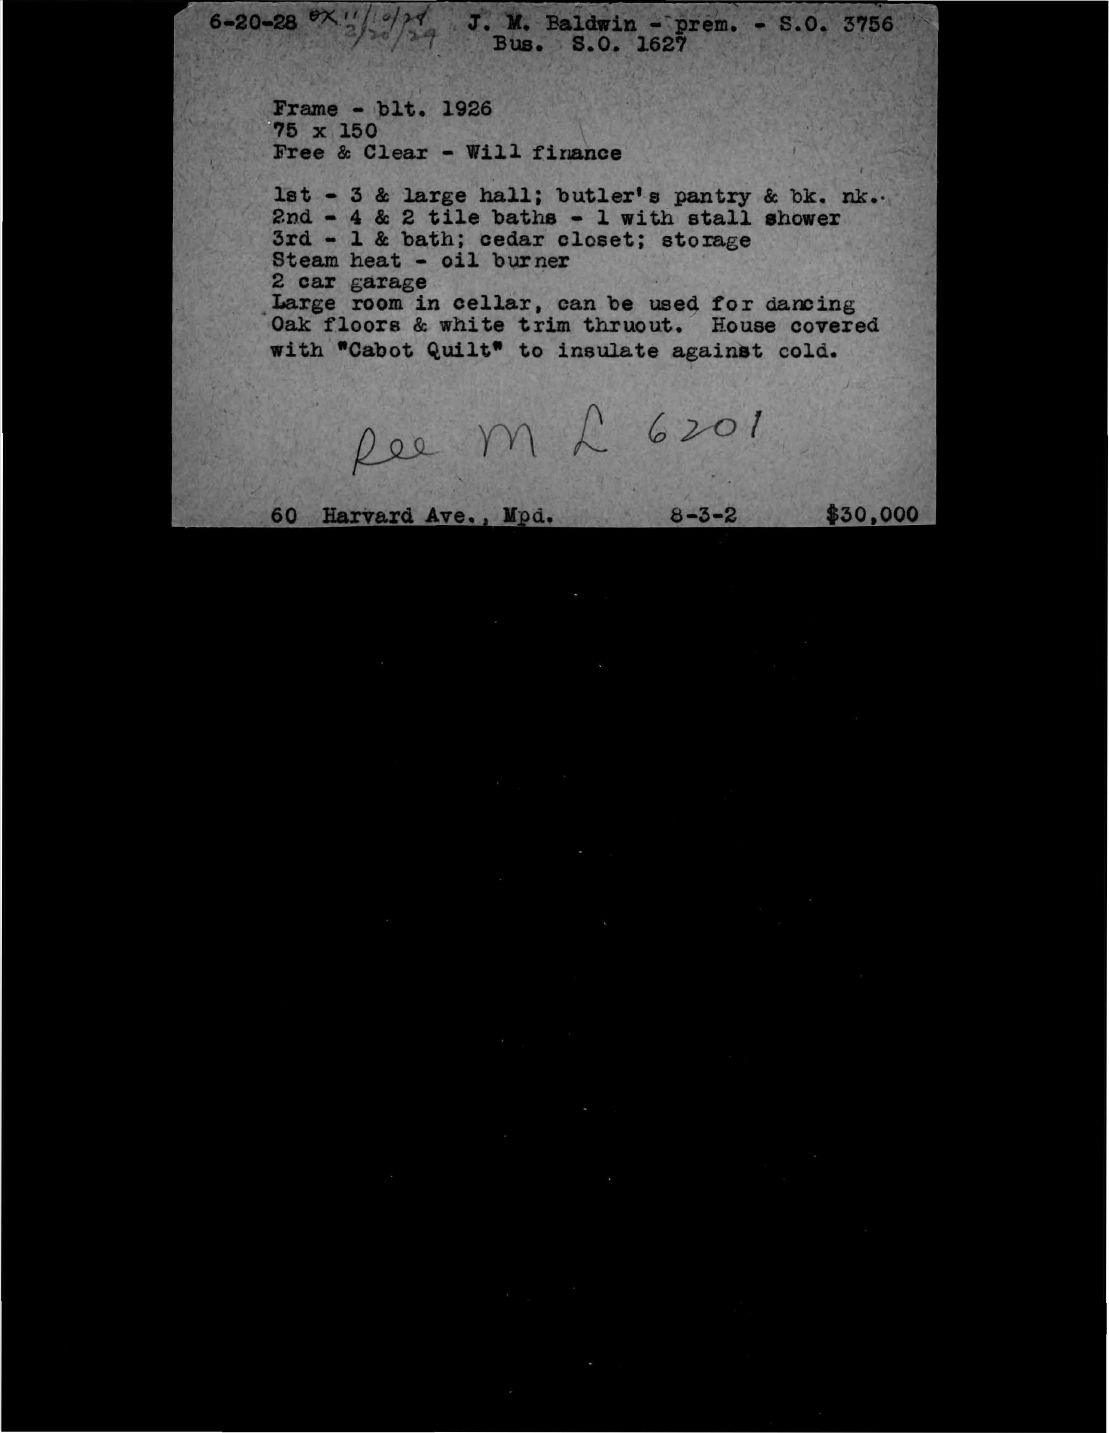 6-20-28 OK 11/10/28 J. M. Baldwin - prem. - S.O. 3756
2/20/29 Bus. S.O. 1627
Frame - blt. 1926
75 x 150
Free & Clear - Will finance
1st - 3 & large hall; butler's pantry & bk. nk.
2nd - 4 & 2 tile baths - 1 with stall shower
3rd - 1 & bath; cedar closet; storage
Steam heat - oil burner
2 car garage
Large room in cellar, can be used for dancing
Oak floors & white trim thruout. House covered
with "Cabot Quilt" to insulate against cold.
See M L 6201
60 Harvard Ave., Mpd. 8-3-2 $30,000